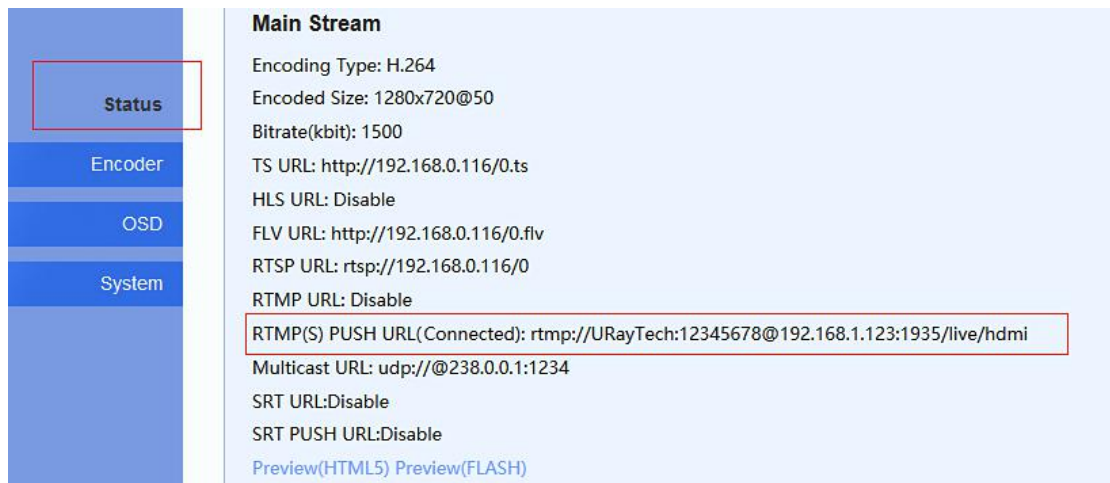 Status
Encoder
OSD
System
Main Stream
Encoding Type: H.264
Encoded Size: 1280x720@50
Bitrate(kbit): 1500
TS URL: http://192.168.0.116/0.ts
HLS URL: Disable
FLV URL: http://192.168.0.116/0.flv
RTSP URL: rtsp://192.168.0.116/0
RTMP URL: Disable
RTMP(S) PUSH URL(Connected): rtmp://URayTech:12345678@192.168.1.123:1935/live/hdmi
Multicast URL: udp://@238.0.0.1:1234
SRT URL:Disable
SRT PUSH URL:Disable
Preview(HTML5) Preview(FLASH)